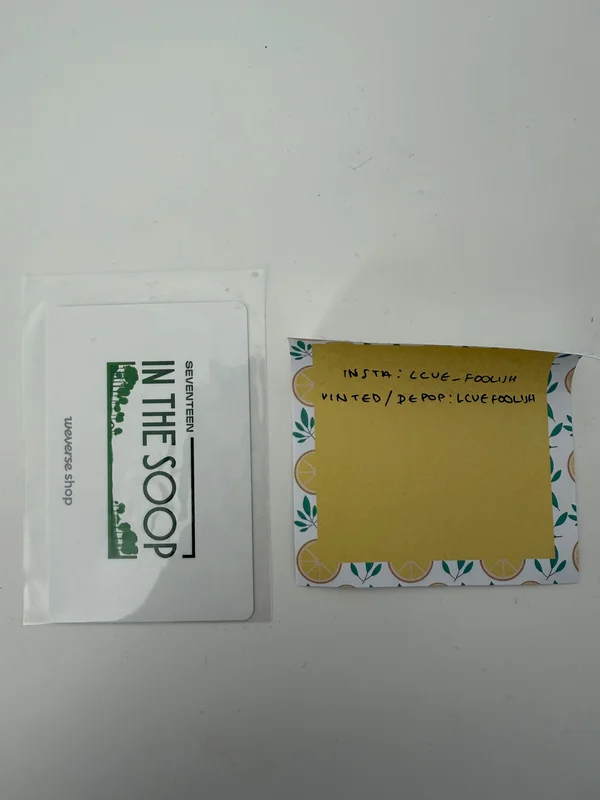 SEVENTEEN
IN THE SOOP
weverse shop
INSTA: LCUE_FOOLISH
VINTED/DEPOP: LCUEFOOLISH